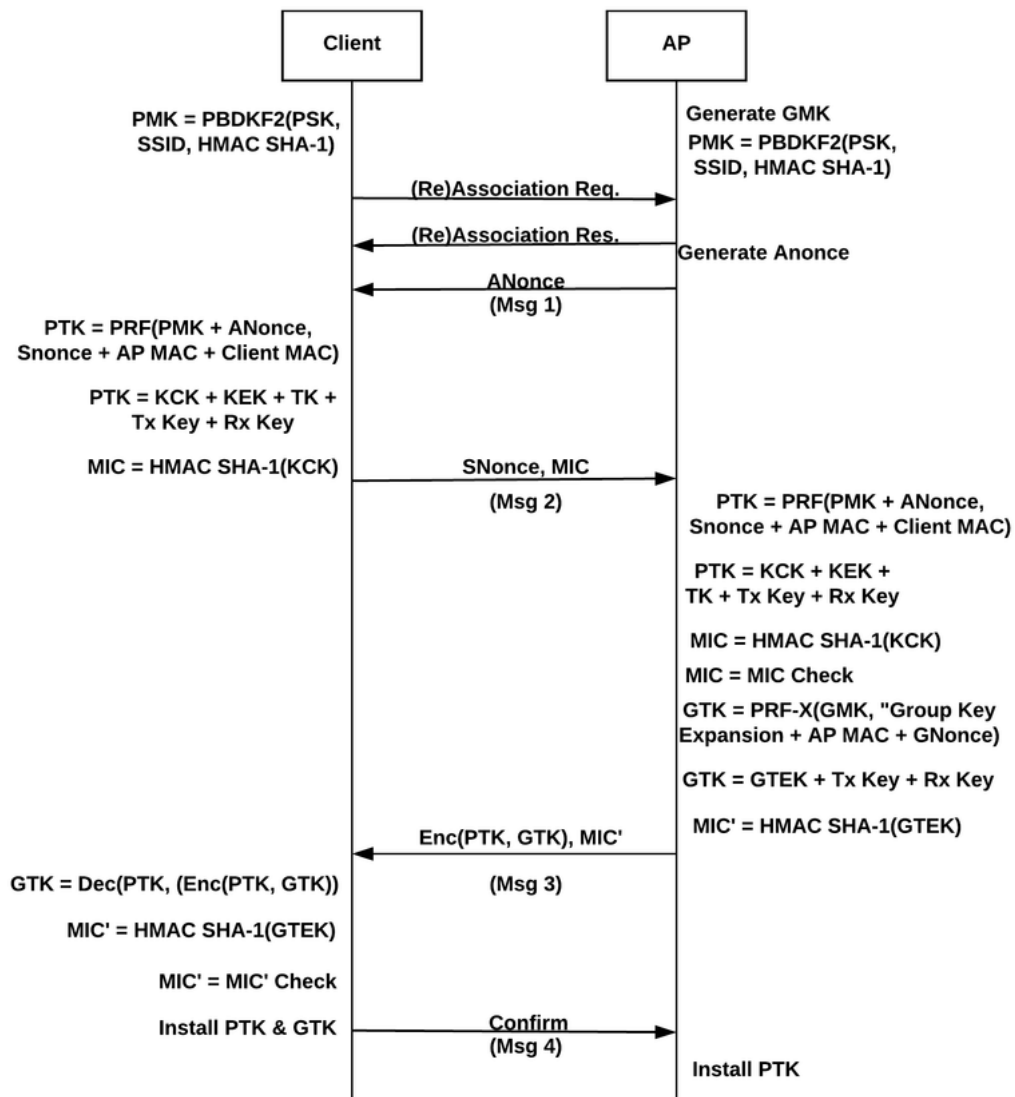 Client
AP
PMK = PBDKF2(PSK,
SSID, HMAC SHA-1)
Generate GMK
PMK = PBDKF2(PSK,
SSID, HMAC SHA-1)
(Re)Association Req.
(Re)Association Res.
Generate Anonce
ANonce
(Msg 1)
PTK = PRF(PMK + ANonce,
Snonce + AP MAC + Client MAC)
PTK = KCK + KEK + TK +
Tx Key + Rx Key
MIC = HMAC SHA-1(KCK)
SNonce, MIC
(Msg 2)
PTK = PRF(PMK + ANonce,
Snonce + AP MAC + Client MAC)
PTK = KCK + KEK +
TK + Tx Key + Rx Key
MIC = HMAC SHA-1(KCK)
MIC = MIC Check
GTK = PRF-X(GMK, "Group Key
Expansion + AP MAC + GNonce)
GTK = GTEK + Tx Key + Rx Key
MIC' = HMAC SHA-1(GTEK)
Enc(PTK, GTK), MIC'
(Msg 3)
GTK = Dec(PTK, (Enc(PTK, GTK))
MIC' = HMAC SHA-1(GTEK)
MIC' = MIC' Check
Install PTK & GTK
Confirm
(Msg 4)
Install PTK